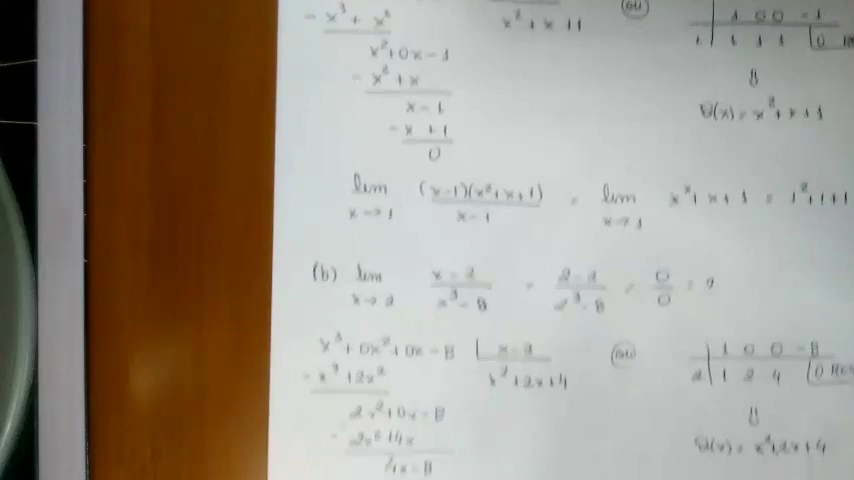 - x³ + x² x² + x + 1 (ou) 1 0 0 -1
x² + 0x - 1 1 | 1 1 1 | 0
- x² + x ⇓
x - 1 Q(x) = x² + x + 1
- x + 1
0
lim x→1 (x-1)(x²+x+1) / x-1 = lim x→1 x² + x + 1 = 1² + 1 + 1
(b) lim x→2 x - 2 / x³ - 8 = 2 - 2 / 2³ - 8 = 0/0 = ?
x³ + 0x² + 0x - 8 | x - 2 (ou) 1 0 0 -8
- x³ + 2x² x² + 2x + 4 2 | 1 2 4 | 0
2x² + 0x - 8 ⇓
- 2x² + 4x Q(x) = x² + 2x + 4
4x - 8